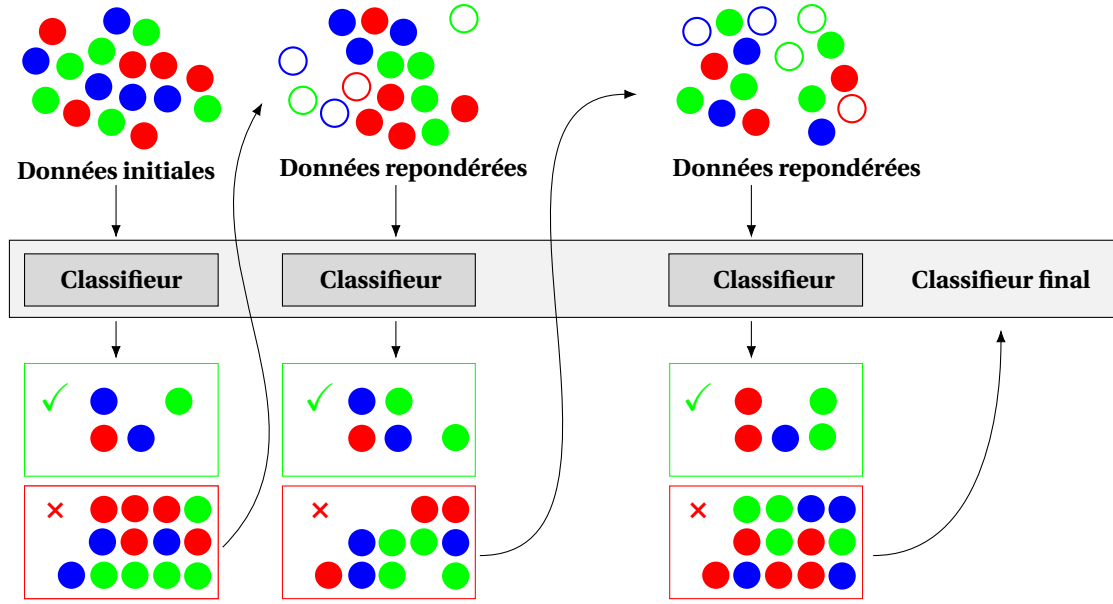 Données initiales
Données repondérées
Données repondérées
Classifieur
Classifieur
Classifieur
Classifieur final